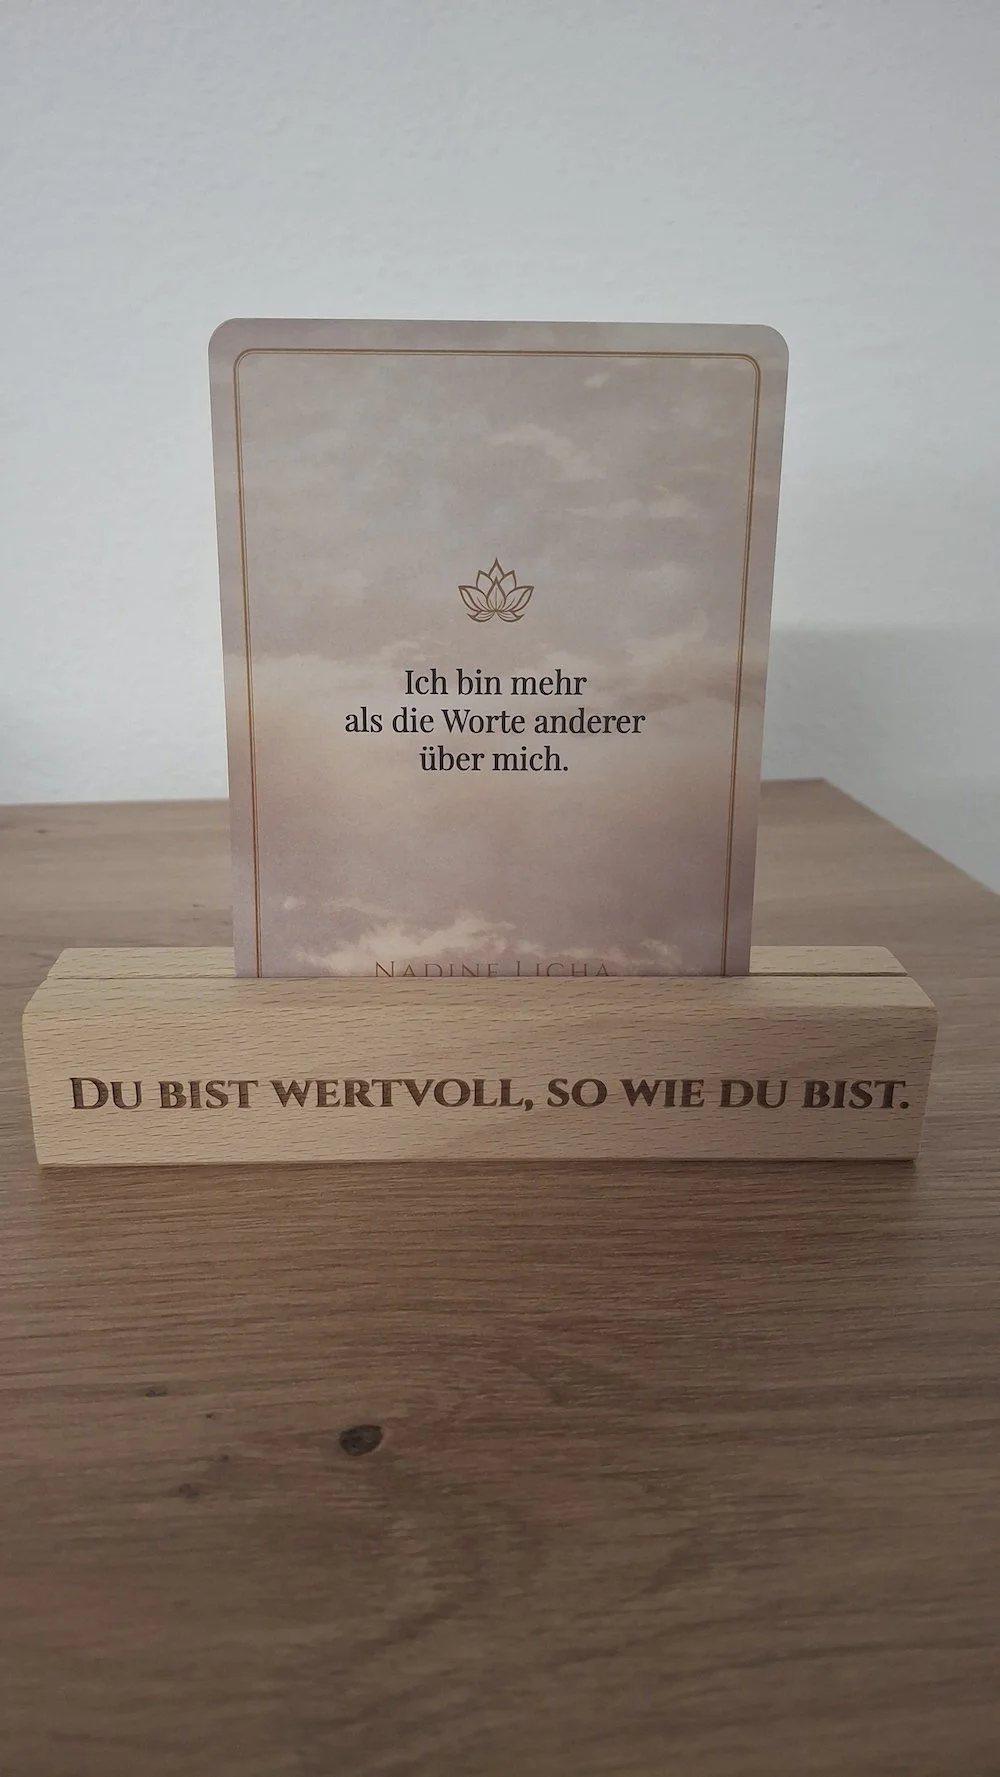 Ich bin mehr
als die Worte anderer
über mich.
NADINE LICHA
DU BIST WERTVOLL, SO WIE DU BIST.